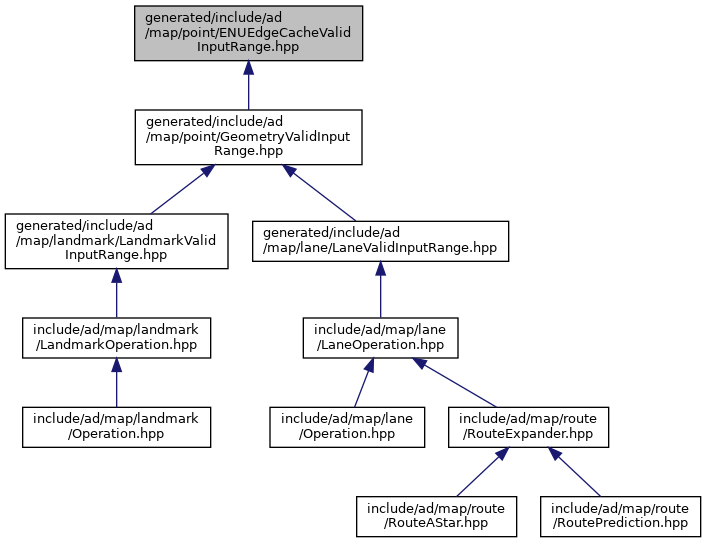 generated/include/ad
/map/point/ENUEdgeCacheValid
InputRange.hpp
generated/include/ad
/map/point/GeometryValidInput
Range.hpp
generated/include/ad
/map/landmark/LandmarkValid
InputRange.hpp
generated/include/ad
/map/lane/LaneValidInputRange.hpp
include/ad/map/landmark
/LandmarkOperation.hpp
include/ad/map/lane
/LaneOperation.hpp
include/ad/map/landmark
/Operation.hpp
include/ad/map/lane
/Operation.hpp
include/ad/map/route
/RouteExpander.hpp
include/ad/map/route
/RouteAStar.hpp
include/ad/map/route
/RoutePrediction.hpp